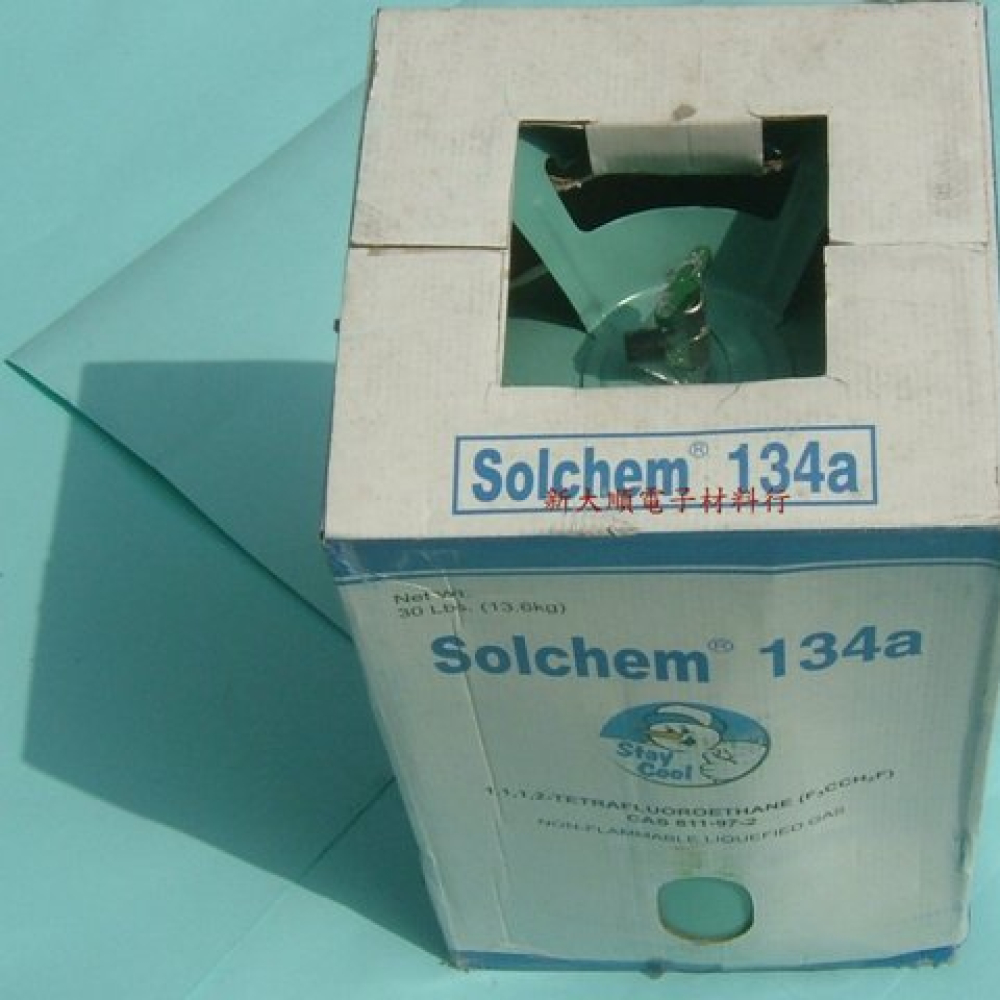 Solchem® 134a
新大順電子材料行
Net Wt.
30 Lbs. (13.6kg)
Solchem® 134a
Stay
Cool
1,1,1,2-TETRAFLUOROETHANE (F₃CCH₂F)
CAS 811-97-2
NON-FLAMMABLE LIQUEFIED GAS